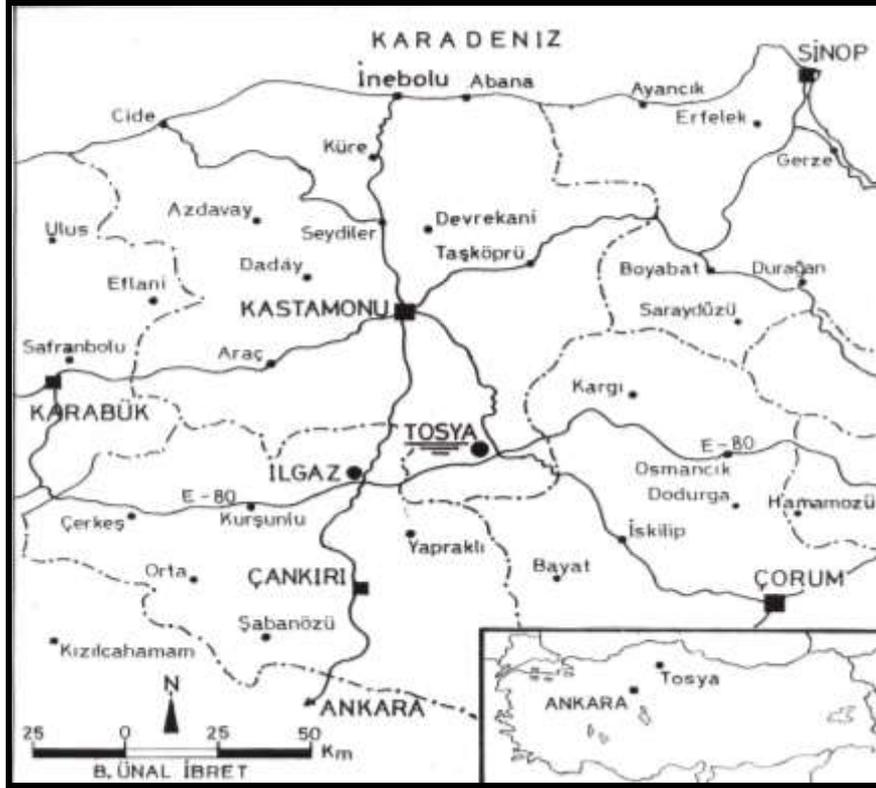 KARADENİZ
SİNOP
İnebolu
Abana
Ayancık
Cide
Erfelek
Küre
Gerze
Azdavay
Devrekani
Ulus
Seydiler
Taşköprü
Daday
Boyabat
Durağan
Eflani
KASTAMONU
Saraydüzü
Safranbolu
Araç
Kargı
KARABÜK
TOSYA
E-80
İLGAZ
Osmancık
E-80
Dodurga
Hamamözü
Çerkeş
Kurşunlu
İskilip
Yapraklı
Orta
ÇANKIRI
Bayat
ÇORUM
Şabanözü
Kızılcahamam
Tosya
N
ANKARA
ANKARA
25 0 25 50 Km
B. ÜNAL İBRET